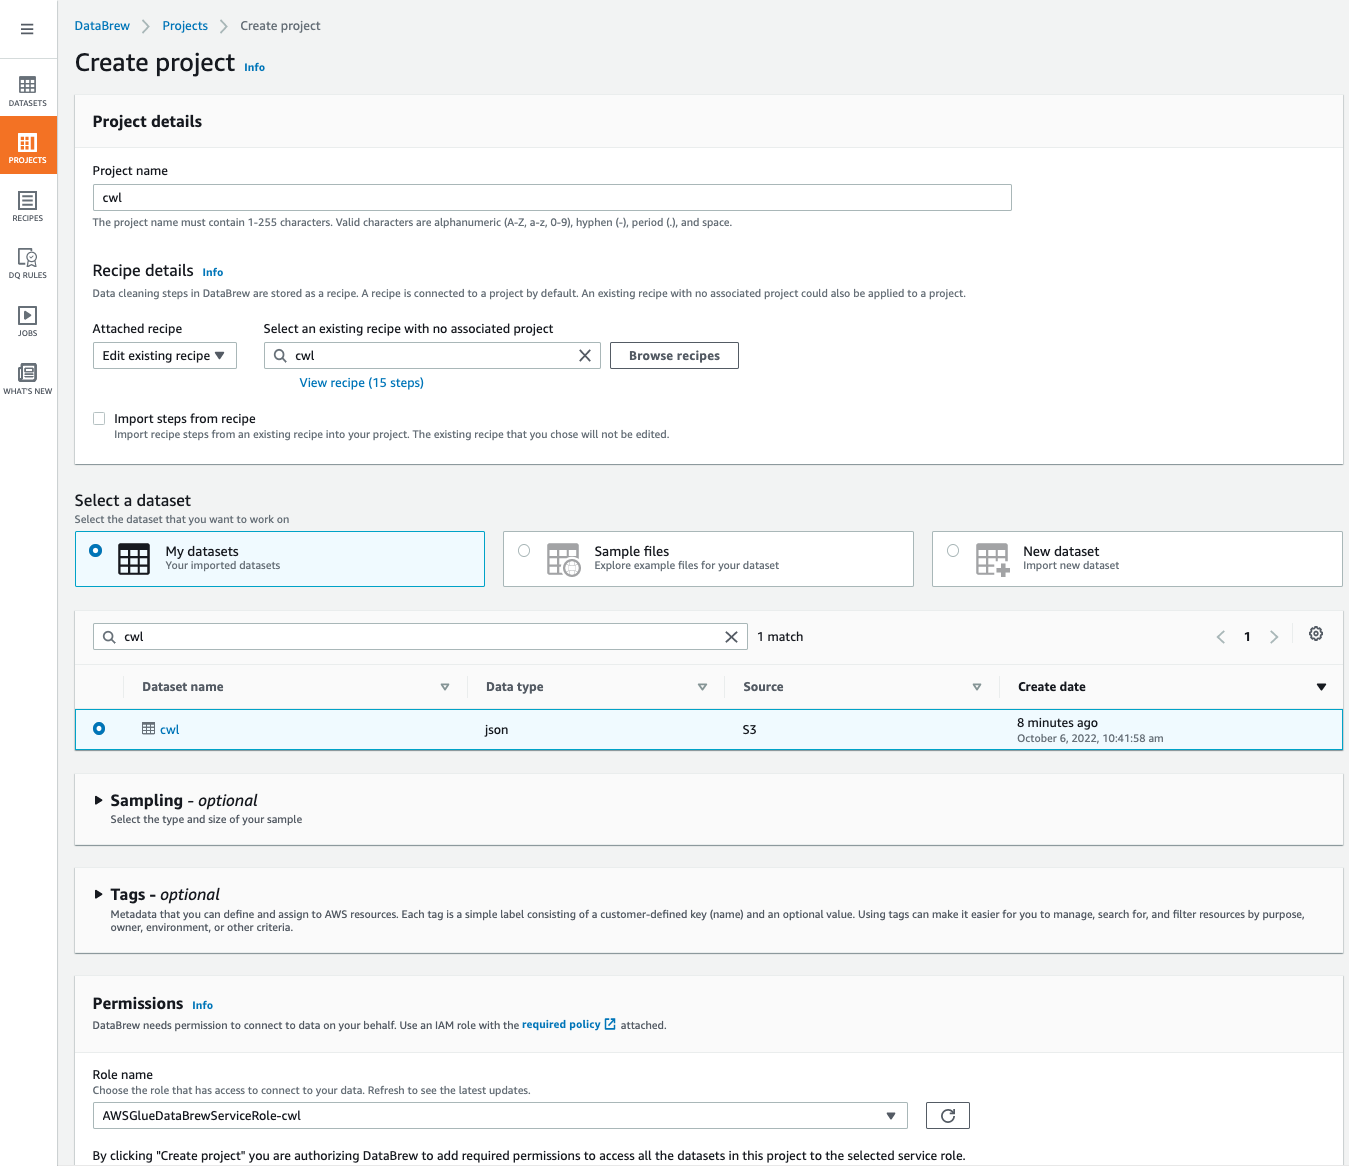 DataBrew
Projects
Create project
Create project Info
DATASETS
PROJECTS
RECIPES
DQ RULES
JOBS
WHAT'S NEW
Project details
Project name
cwl
The project name must contain 1-255 characters. Valid characters are alphanumeric (A-Z, a-z, 0-9), hyphen (-), period (.), and space.
Recipe details Info
Data cleaning steps in DataBrew are stored as a recipe. A recipe is connected to a project by default. An existing recipe with no associated project could also be applied to a project.
Attached recipe
Select an existing recipe with no associated project
Edit existing recipe
cwl
Browse recipes
View recipe (15 steps)
Import steps from recipe
Import recipe steps from an existing recipe into your project. The existing recipe that you chose will not be edited.
Select a dataset
Select the dataset that you want to work on
My datasets
Your imported datasets
Sample files
Explore example files for your dataset
New dataset
Import new dataset
cwl
1 match
1
Dataset name
Data type
Source
Create date
cwl
json
S3
8 minutes ago
October 6, 2022, 10:41:58 am
Sampling - optional
Select the type and size of your sample
Tags - optional
Metadata that you can define and assign to AWS resources. Each tag is a simple label consisting of a customer-defined key (name) and an optional value. Using tags can make it easier for you to manage, search for, and filter resources by purpose,
owner, environment, or other criteria.
Permissions Info
DataBrew needs permission to connect to data on your behalf. Use an IAM role with the required policy attached.
Role name
Choose the role that has access to connect to your data. Refresh to see the latest updates.
AWSGlueDataBrewServiceRole-cwl
By clicking "Create project" you are authorizing DataBrew to add required permissions to access all the datasets in this project to the selected service role.